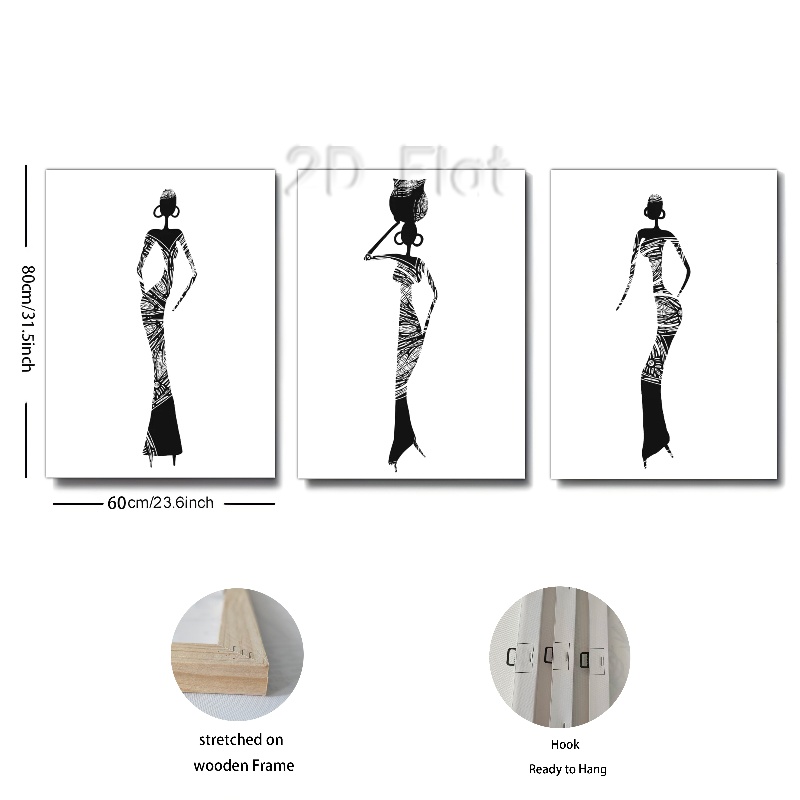 2D Flat
80cm/31.5inch
60cm/23.6inch
stretched on
wooden Frame
Hook
Ready to Hang